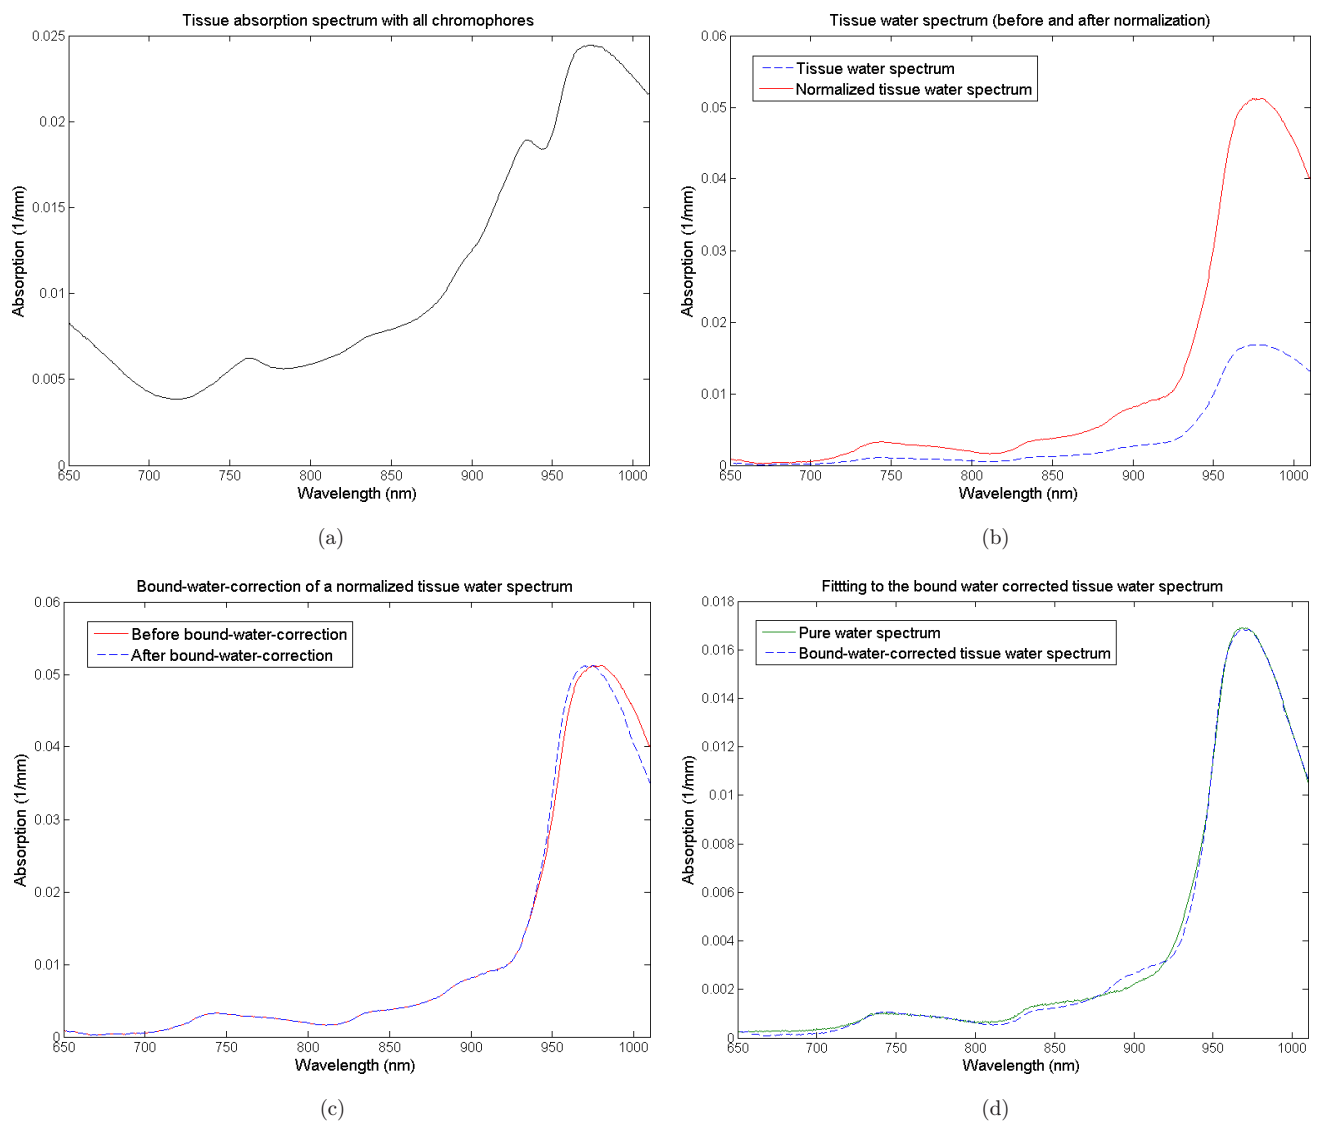 Tissue absorption spectrum with all chromophores
0.025
0.02
0.015
0.01
0.005
0
650 700 750 800 850 900 950 1000
Absorption (1/mm)
Wavelength (nm)
(a)
Tissue water spectrum (before and after normalization)
Tissue water spectrum
Normalized tissue water spectrum
0.06
0.05
0.04
0.03
0.02
0.01
0
650 700 750 800 850 900 950 1000
Absorption (1/mm)
Wavelength (nm)
(b)
Bound-water-correction of a normalized tissue water spectrum
Before bound-water-correction
After bound-water-correction
0.06
0.05
0.04
0.03
0.02
0.01
0
650 700 750 800 850 900 950 1000
Absorption (1/mm)
Wavelength (nm)
(c)
Fittting to the bound water corrected tissue water spectrum
Pure water spectrum
Bound-water-corrected tissue water spectrum
0.018
0.016
0.014
0.012
0.01
0.008
0.006
0.004
0.002
0
650 700 750 800 850 900 950 1000
Absorption (1/mm)
Wavelength (nm)
(d)